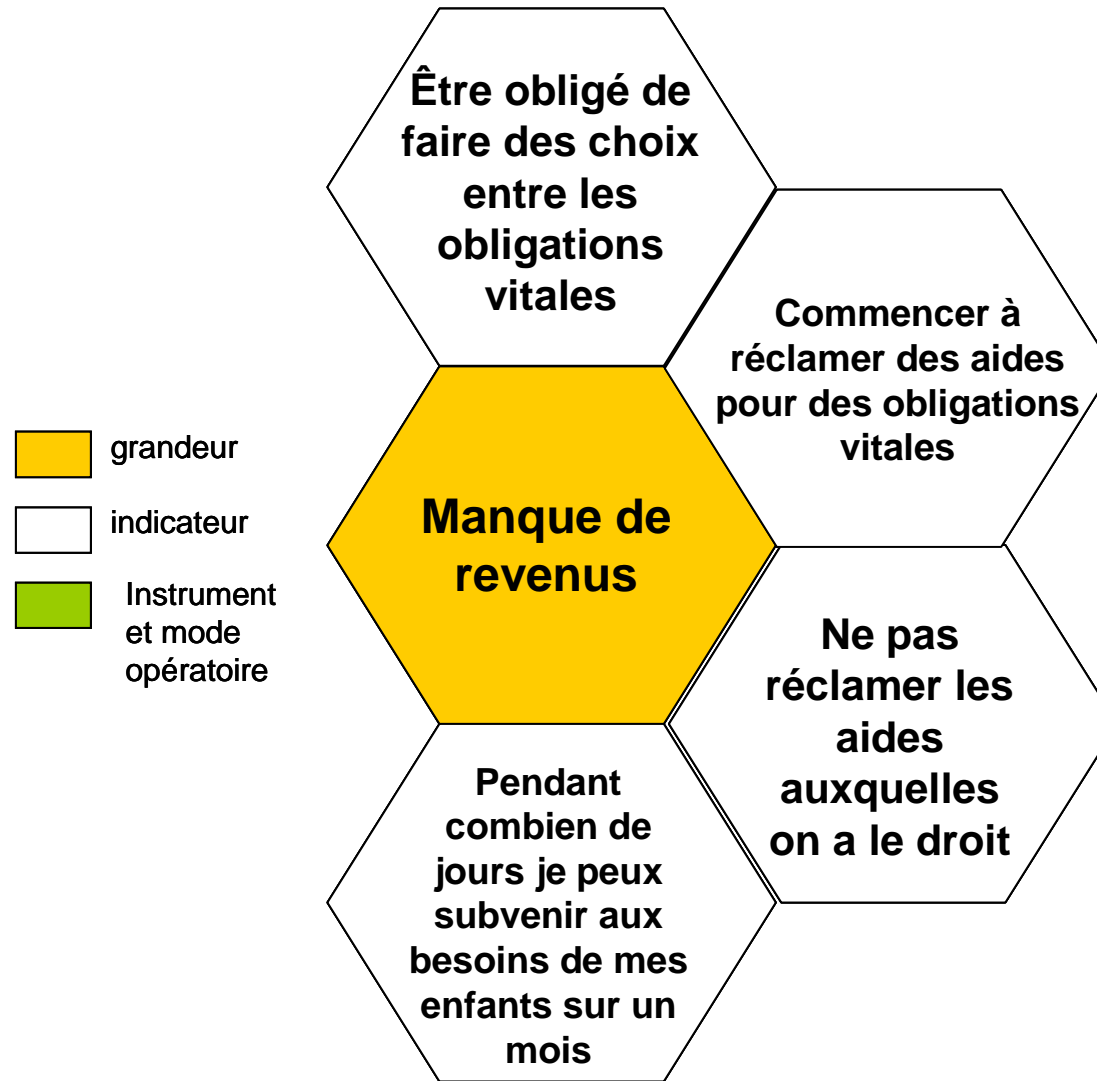 Être obligé de
faire des choix
entre les
obligations
vitales
Commencer à
réclamer des aides
pour des obligations
vitales
grandeur
indicateur
Instrument
et mode
opératoire
Manque de
revenus
Ne pas
réclamer les
aides
auxquelles
on a le droit
Pendant
combien de
jours je peux
subvenir aux
besoins de mes
enfants sur un
mois